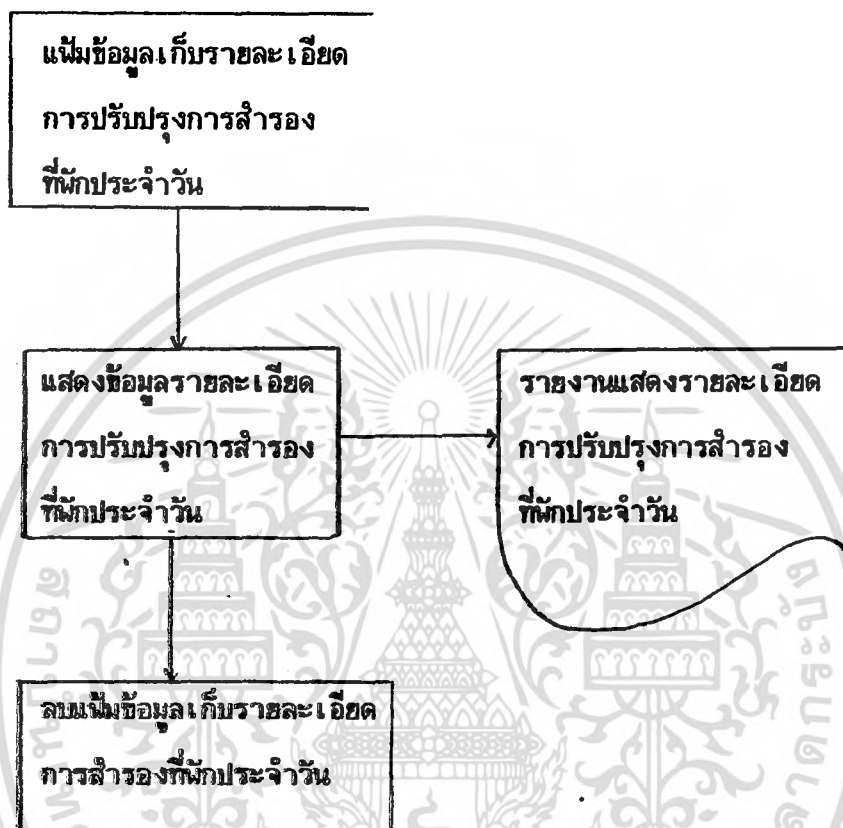 แฟ้มข้อมูลเก็บรายละเอียด
การปรับปรุงการสำรอง
ที่พักประจำวัน
แสดงข้อมูลรายละเอียด
การปรับปรุงการสำรอง
ที่พักประจำวัน
รายงานแสดงรายละเอียด
การปรับปรุงการสำรอง
ที่พักประจำวัน
ลบแฟ้มข้อมูลเก็บรายละเอียด
การสำรองที่พักประจำวัน